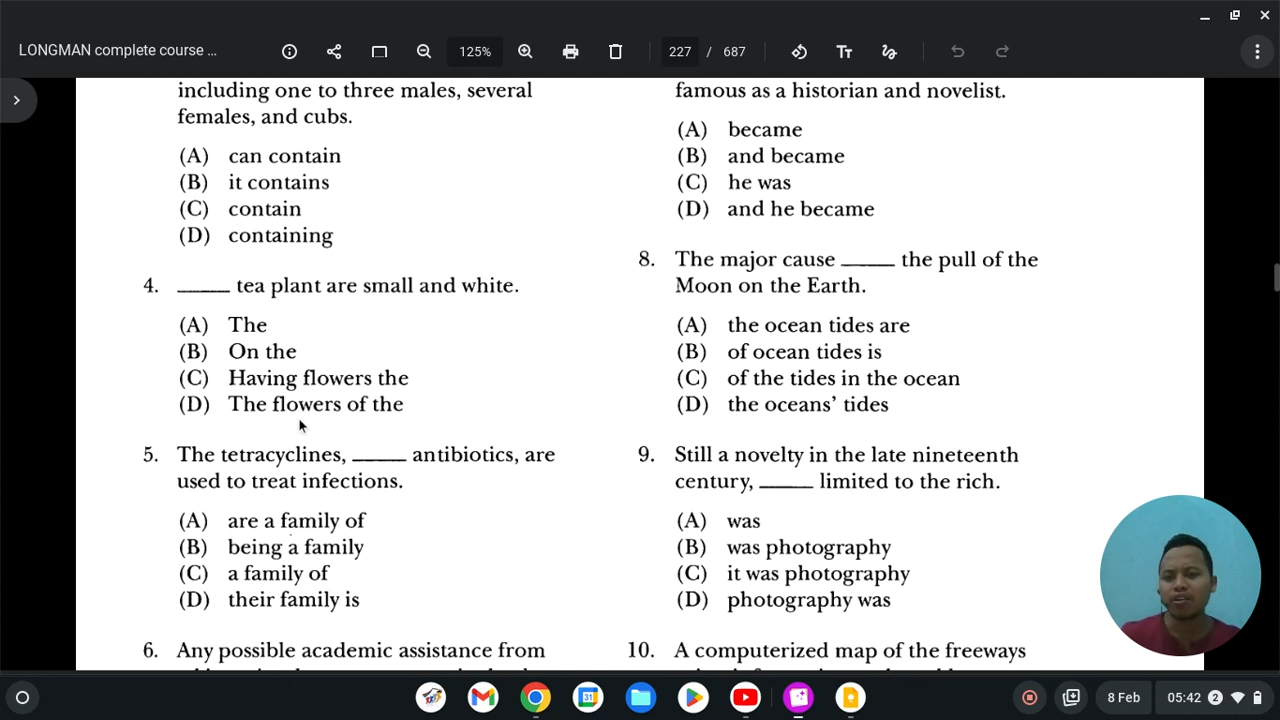 LONGMAN complete course ...
125%
227 / 687
including one to three males, several
females, and cubs.
(A) can contain
(B) it contains
(C) contain
(D) containing
4. _____ tea plant are small and white.
(A) The
(B) On the
(C) Having flowers the
(D) The flowers of the
5. The tetracyclines, _____ antibiotics, are
used to treat infections.
(A) are a family of
(B) being a family
(C) a family of
(D) their family is
6. Any possible academic assistance from
famous as a historian and novelist.
(A) became
(B) and became
(C) he was
(D) and he became
8. The major cause _____ the pull of the
Moon on the Earth.
(A) the ocean tides are
(B) of ocean tides is
(C) of the tides in the ocean
(D) the oceans' tides
9. Still a novelty in the late nineteenth
century, _____ limited to the rich.
(A) was
(B) was photography
(C) it was photography
(D) photography was
10. A computerized map of the freeways
31
8 Feb
05:42
2